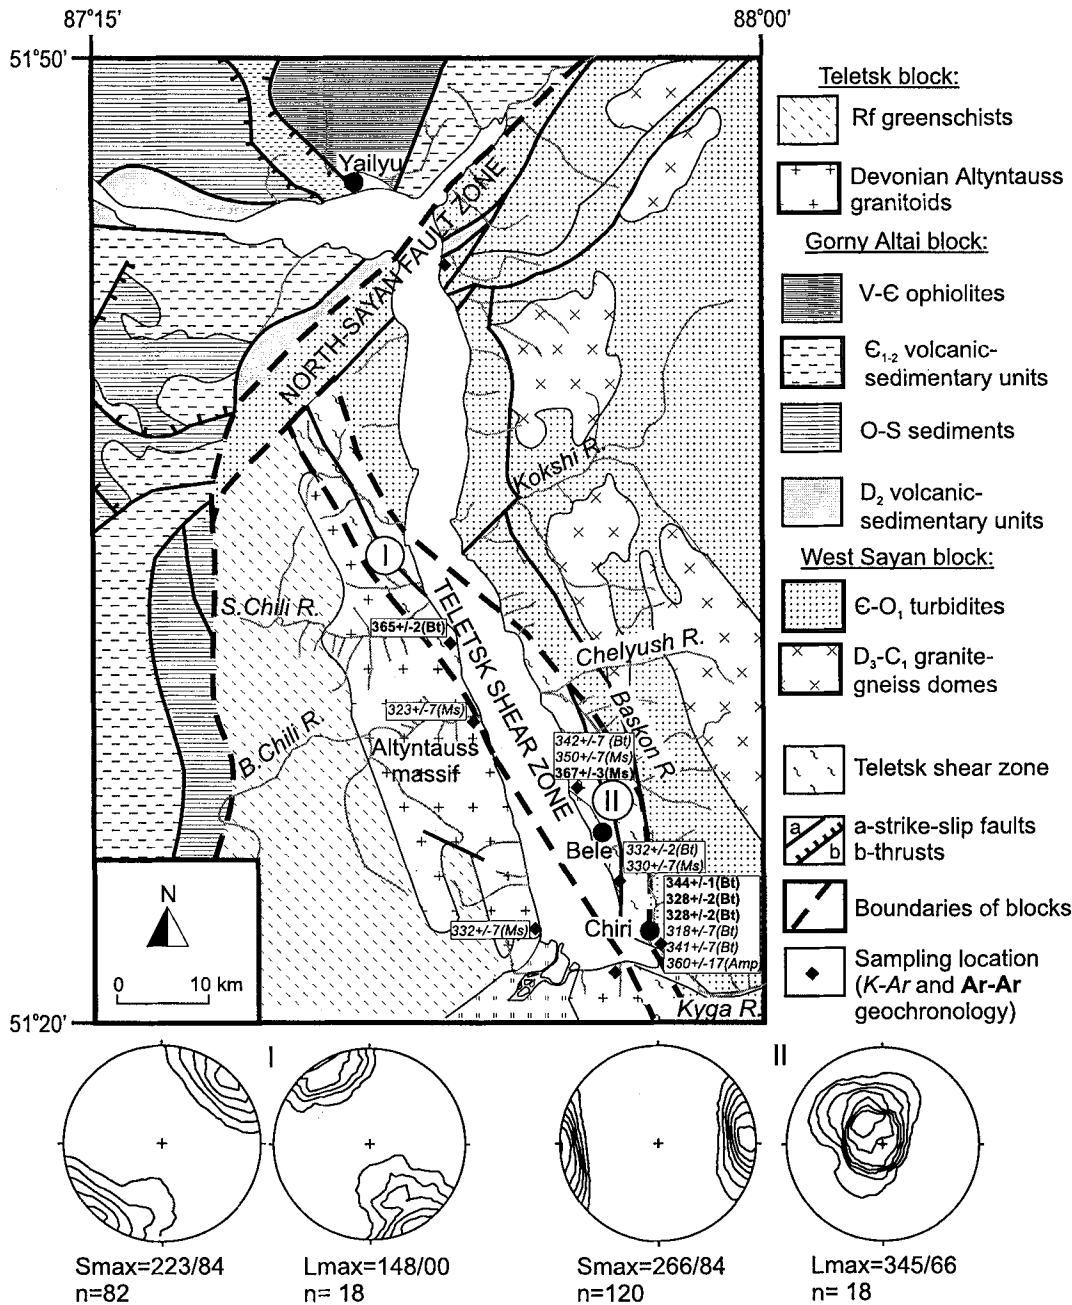 87°15'
88°00'
51°50'
Yailyu
NORTH-SAYAN FAULT ZONE
Kokshi R.
I
S.Chili R.
365+/-2(Bt)
TELETSK SHEAR ZONE
Chelyush R.
323+/-7(Ms)
Baskon R.
B.Chili R.
Altyntauss
massif
342+/-7 (Bt)
350+/-7(Ms)
367+/-3(Ms)
II
Bele
332+/-2(Bt)
330+/-7(Ms)
344+/-1(Bt)
328+/-2(Bt)
328+/-2(Bt)
318+/-7(Bt)
341+/-7(Bt)
360+/-17(Amp)
Chiri
332+/-7(Ms)
N
0 10 km
Kyga R.
51°20'
Teletsk block:
Rf greenschists
Devonian Altyntauss
granitoids
Gorny Altai block:
V-Є ophiolites
Є1-2 volcanic-
sedimentary units
O-S sediments
D2 volcanic-
sedimentary units
West Sayan block:
Є-O1 turbidites
D3-C1 granite-
gneiss domes
Teletsk shear zone
a
b
a-strike-slip faults
b-thrusts
Boundaries of blocks
Sampling location
(K-Ar and Ar-Ar
geochronology)
I
II
Smax=223/84
n=82
Lmax=148/00
n= 18
Smax=266/84
n=120
Lmax=345/66
n= 18